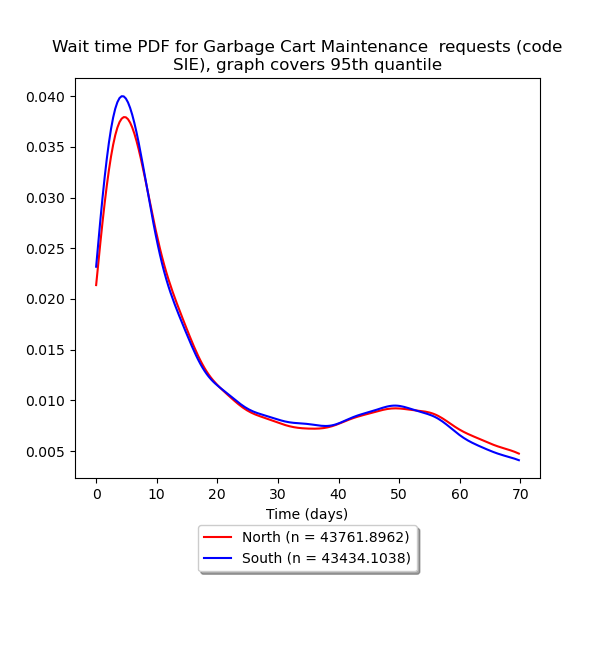 Wait time PDF for Garbage Cart Maintenance  requests (code
SIE), graph covers 95th quantile
0.040
0.035
0.030
0.025
0.020
0.015
0.010
0.005
0 10 20 30 40 50 60 70
Time (days)
North (n = 43761.8962)
South (n = 43434.1038)